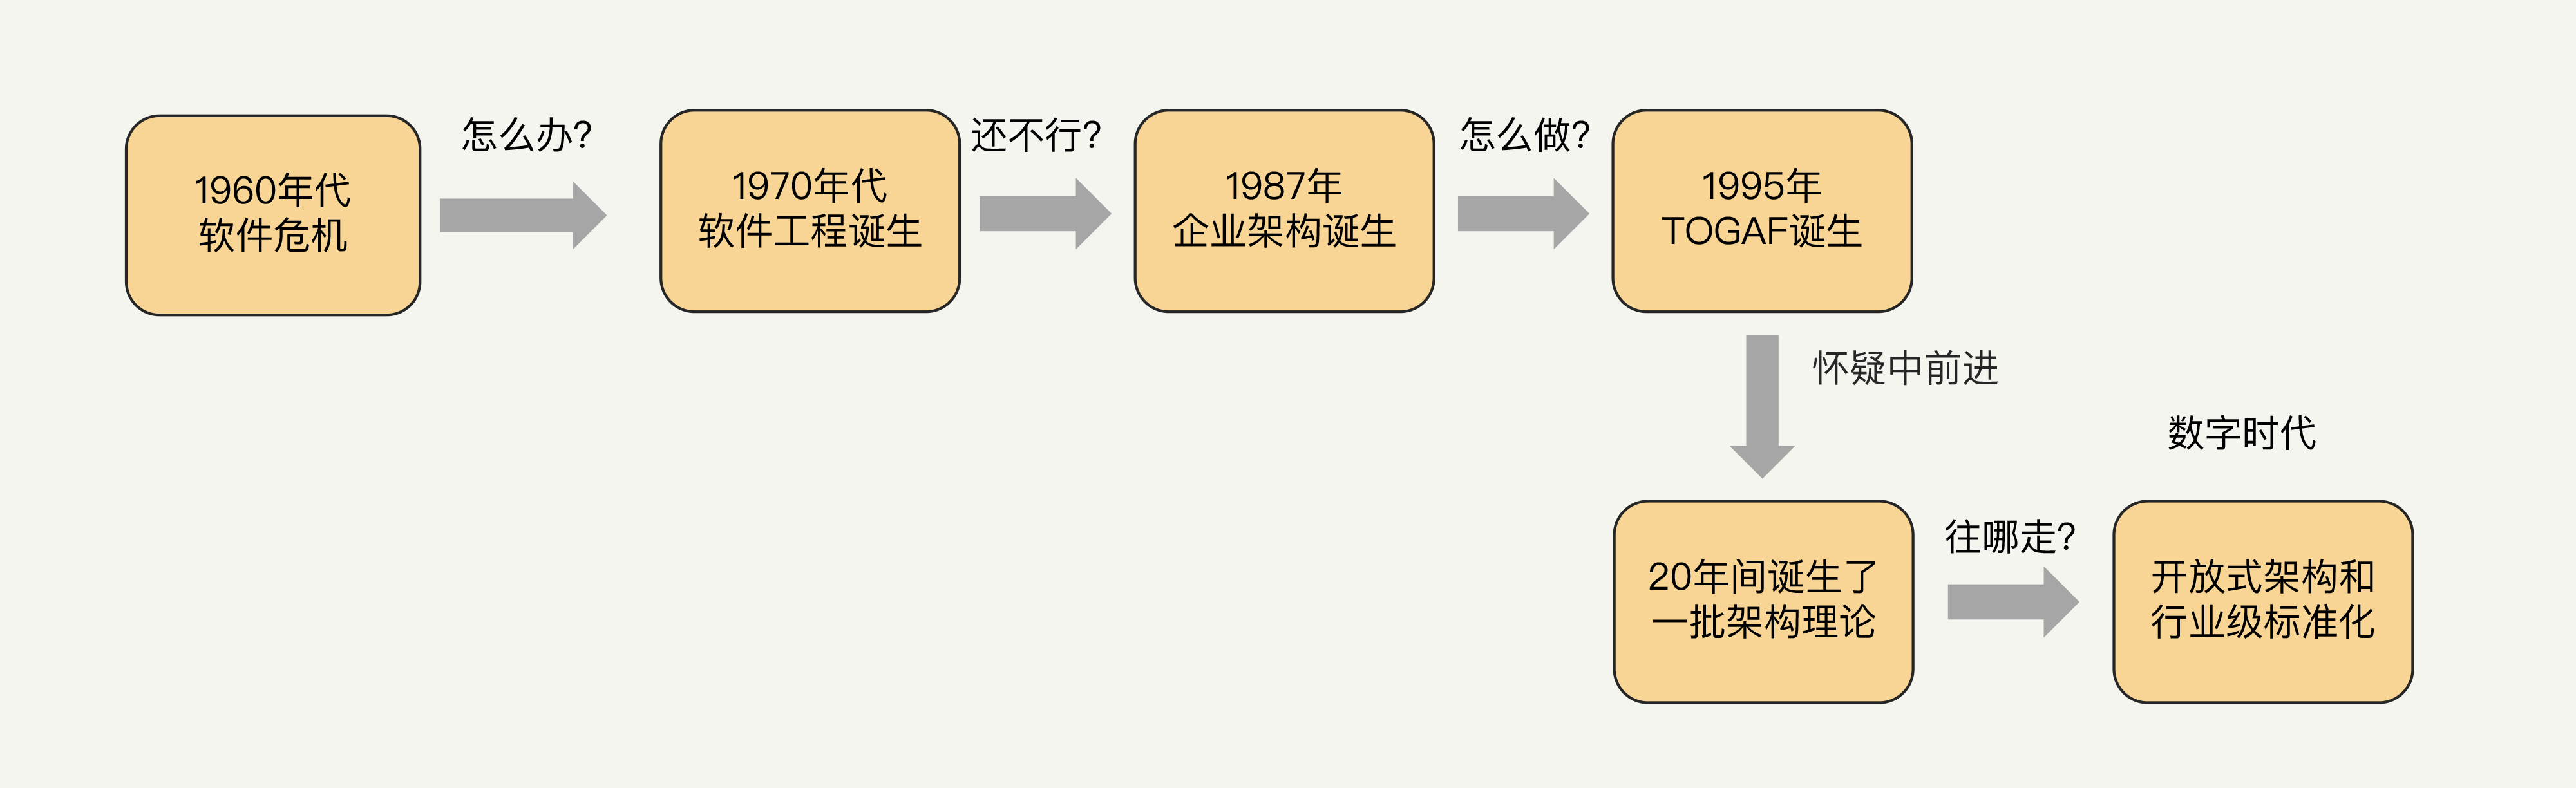 1960年代
软件危机
怎么办?
1970年代
软件工程诞生
还不行?
1987年
企业架构诞生
怎么做?
1995年
TOGAF诞生
怀疑中前进
20年间诞生了
一批架构理论
往哪走?
数字时代
开放式架构和
行业级标准化